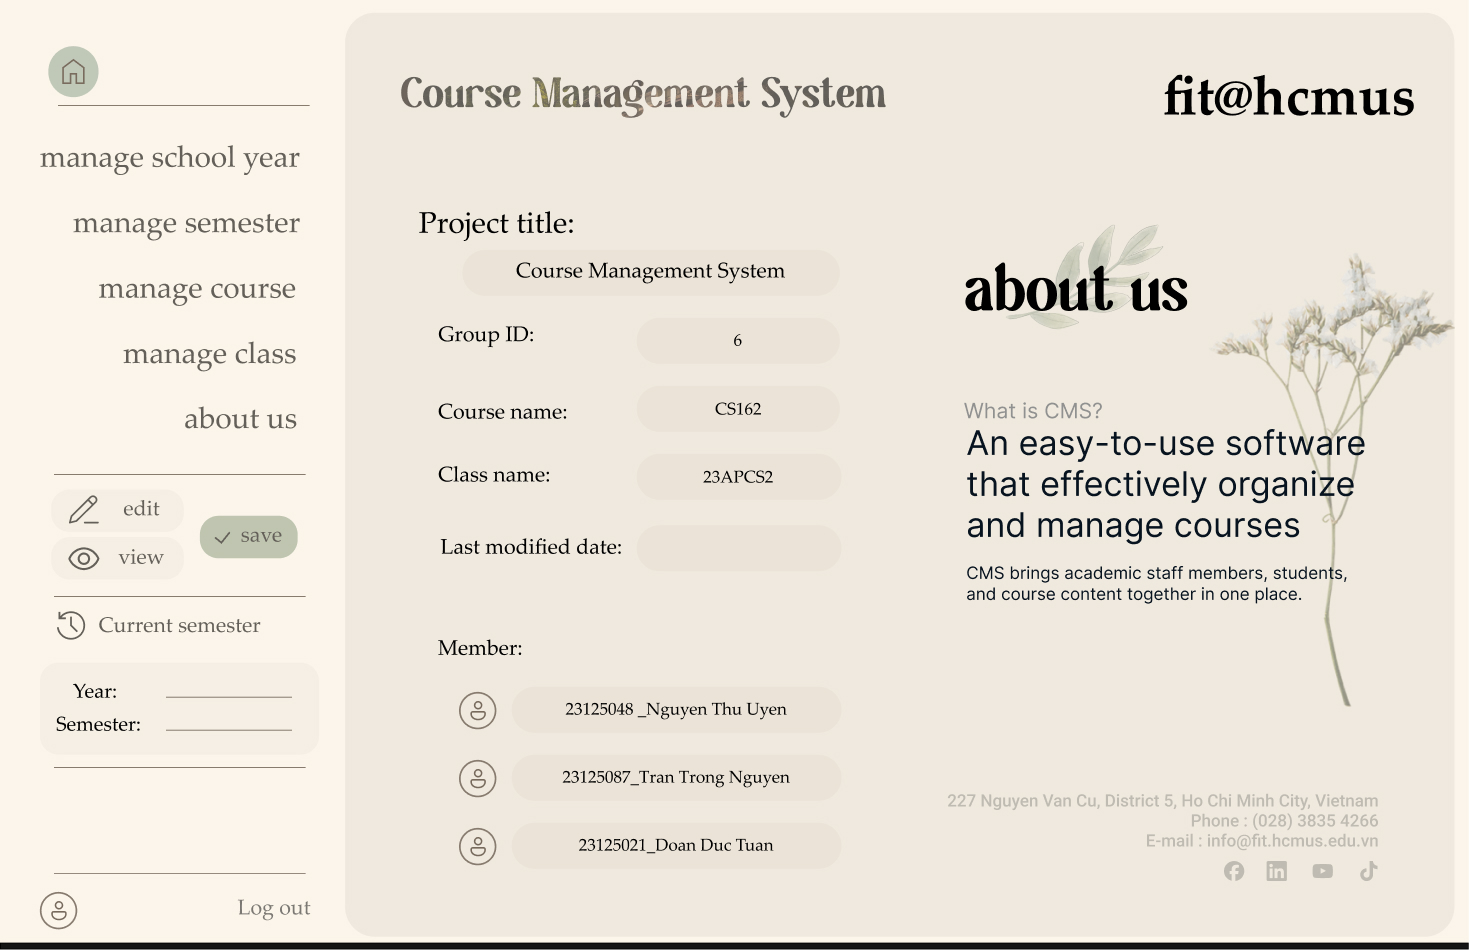 manage school year
manage semester
manage course
manage class
about us
edit
view
save
Current semester
Year:
Semester:
Log out
Course Management System
fit@hcmus
Project title:
Course Management System
Group ID:
6
Course name:
CS162
Class name:
23APCS2
Last modified date:
Member:
23125048 _Nguyen Thu Uyen
23125087_Tran Trong Nguyen
23125021_Doan Duc Tuan
about us
What is CMS?
An easy-to-use software
that effectively organize
and manage courses
CMS brings academic staff members, students,
and course content together in one place.
227 Nguyen Van Cu, District 5, Ho Chi Minh City, Vietnam
Phone : (028) 3835 4266
E-mail : info@fit.hcmus.edu.vn